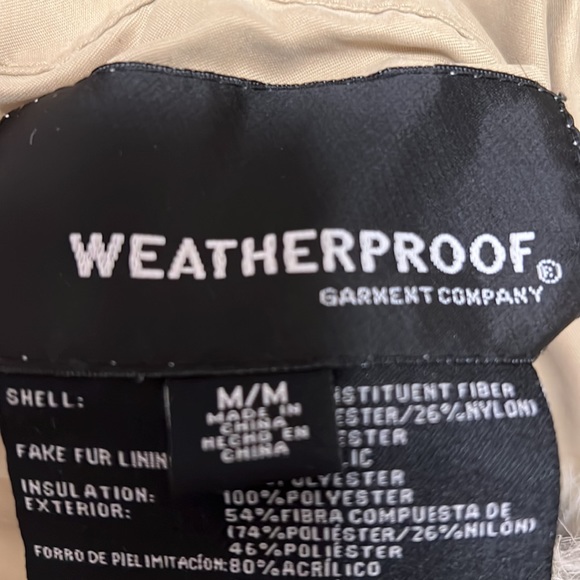 WEATHERPROOF®
GARMENT COMPANY
M/M
MADE IN
CHINA
HECHO EN
CHINA
SHELL: STITUENT FIBER
ESTER/26%NYLON)
ESTER
FAKE FUR LININ LIC
ESTER
INSULATION: 100%POLYESTER
EXTERIOR: 54%FIBRA COMPUESTA DE
(74%POLIÉSTER/26%NILÓN)
46%POLIÉSTER
FORRO DE PIEL IMITACIÓN: 80%ACRÍLICO